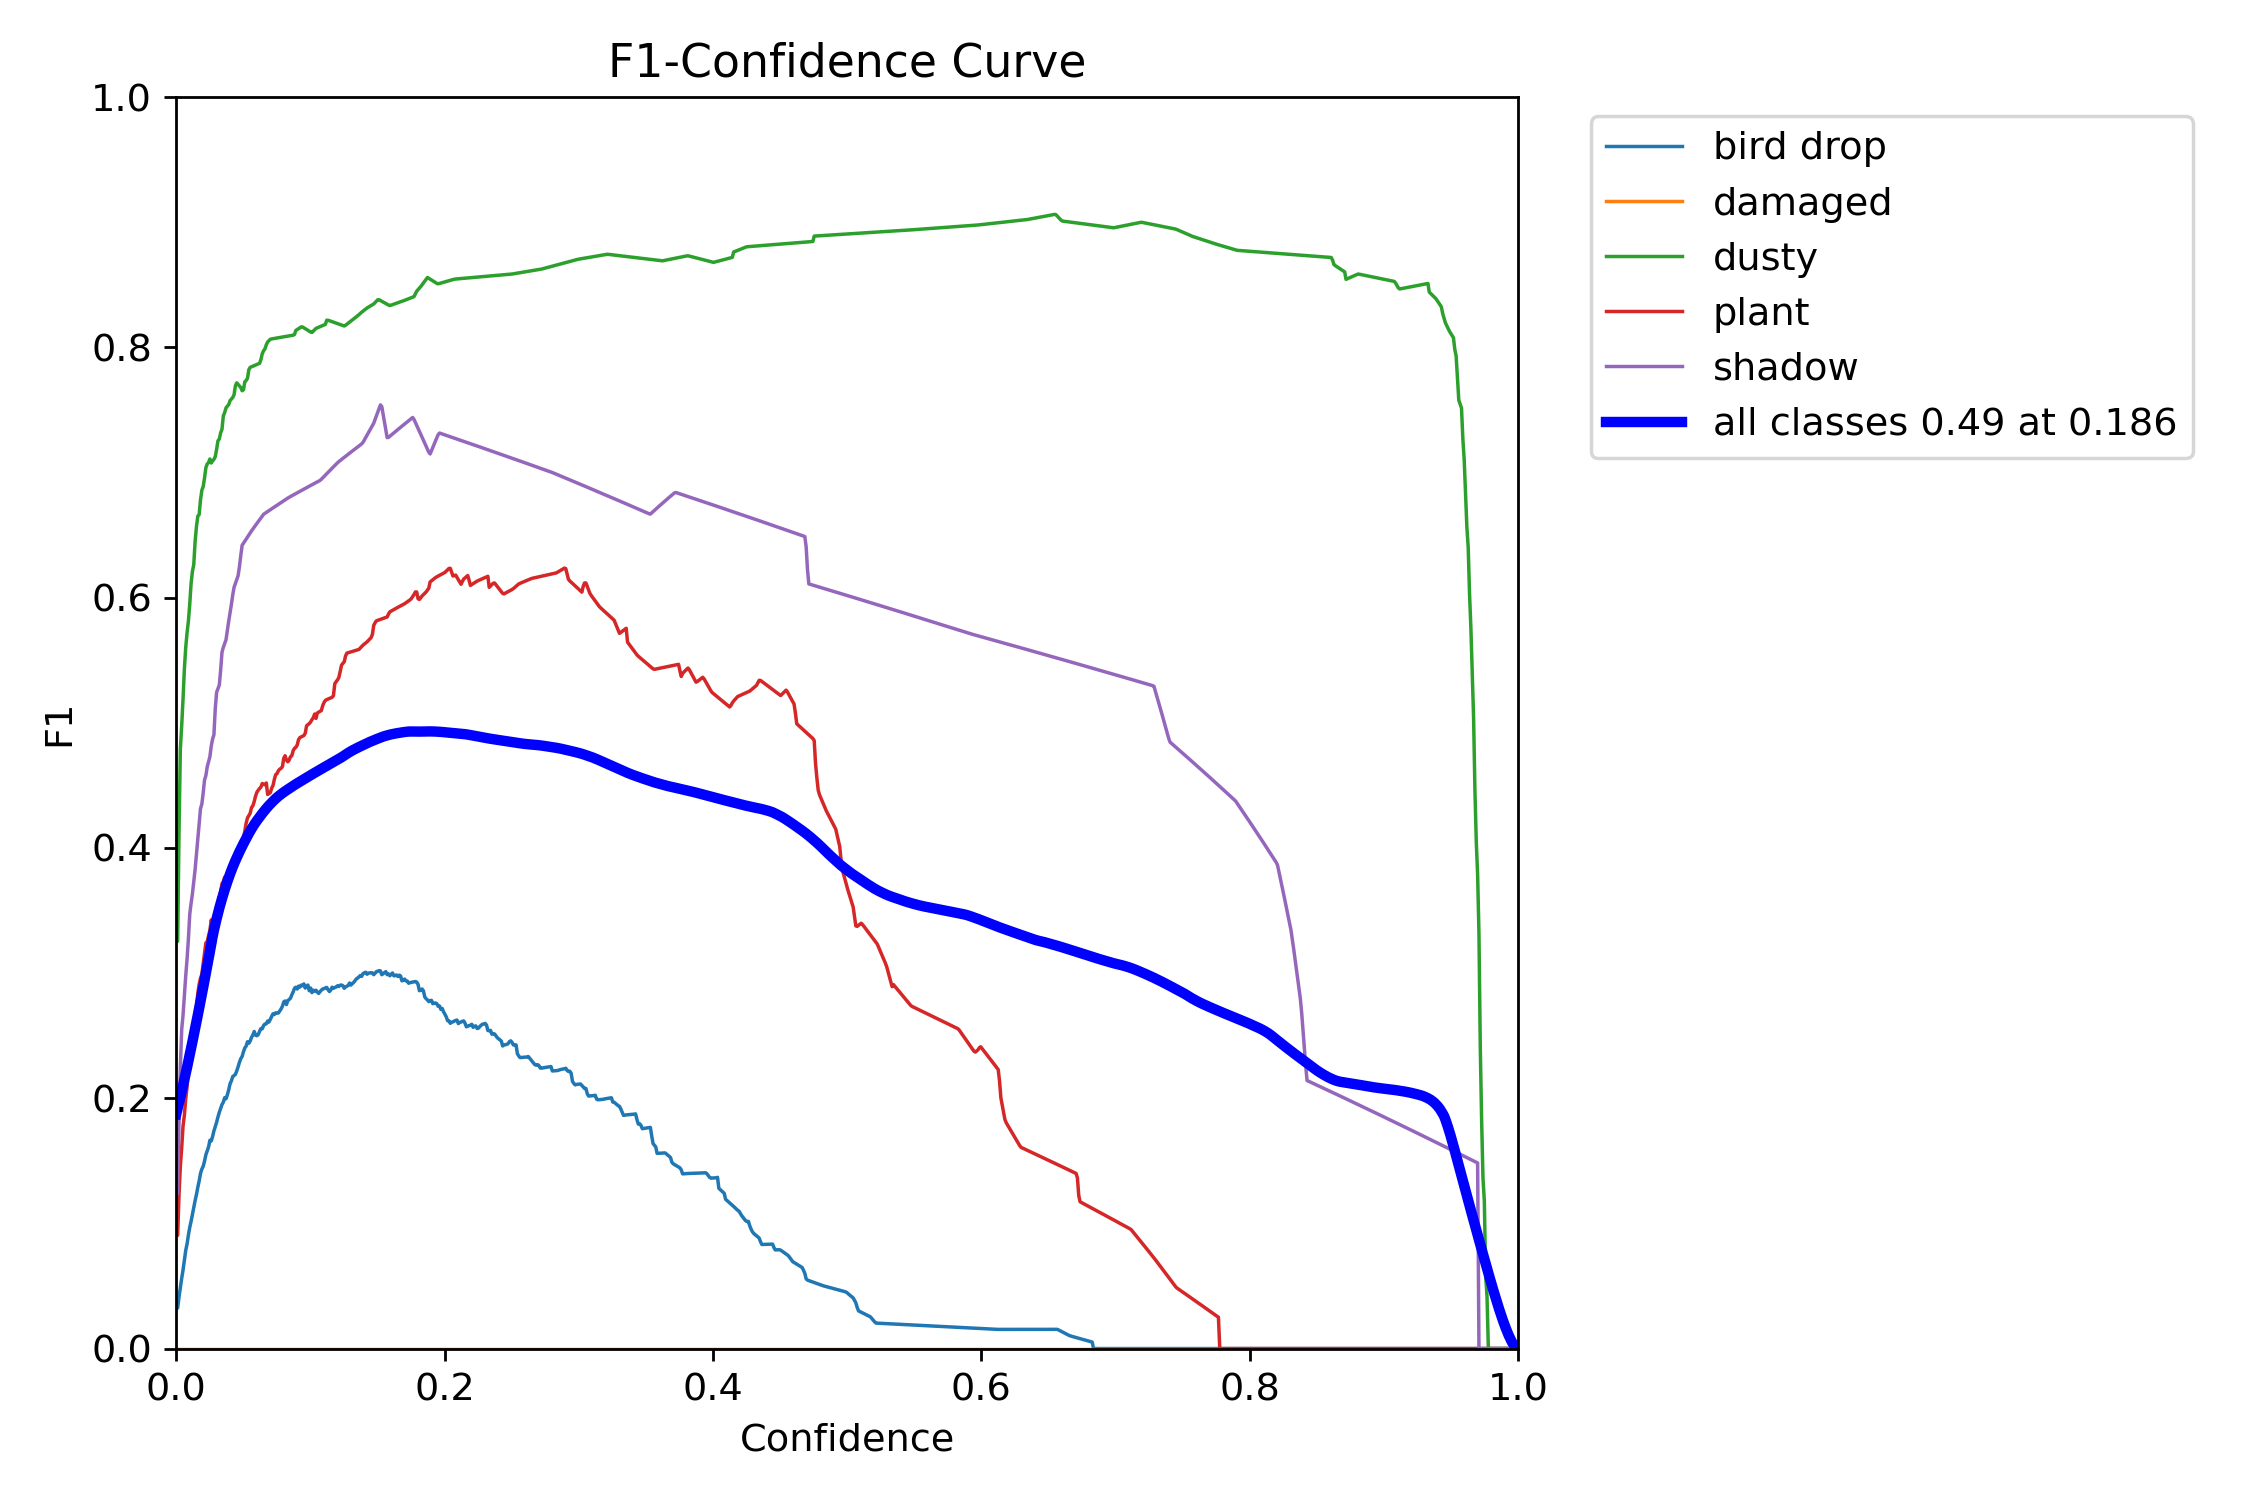 F1-Confidence Curve
1.0
0.8
0.6
0.4
0.2
0.0
F1
0.0 0.2 0.4 0.6 0.8 1.0
Confidence
bird drop
damaged
dusty
plant
shadow
all classes 0.49 at 0.186